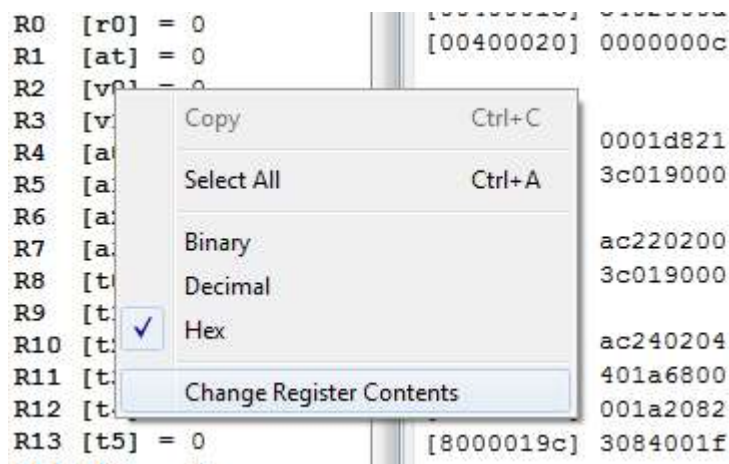 R0 [r0] = 0
R1 [at] = 0
R2
R3
R4
R5
R6
R7
R8
R9
R10
R11
R12
R13 [t5] = 0
Copy Ctrl+C
Select All Ctrl+A
Binary
Decimal
Hex
Change Register Contents
[00400020] 0000000c
0001d821
3c019000
ac220200
3c019000
ac240204
401a6800
001a2082
[8000019c] 3084001f